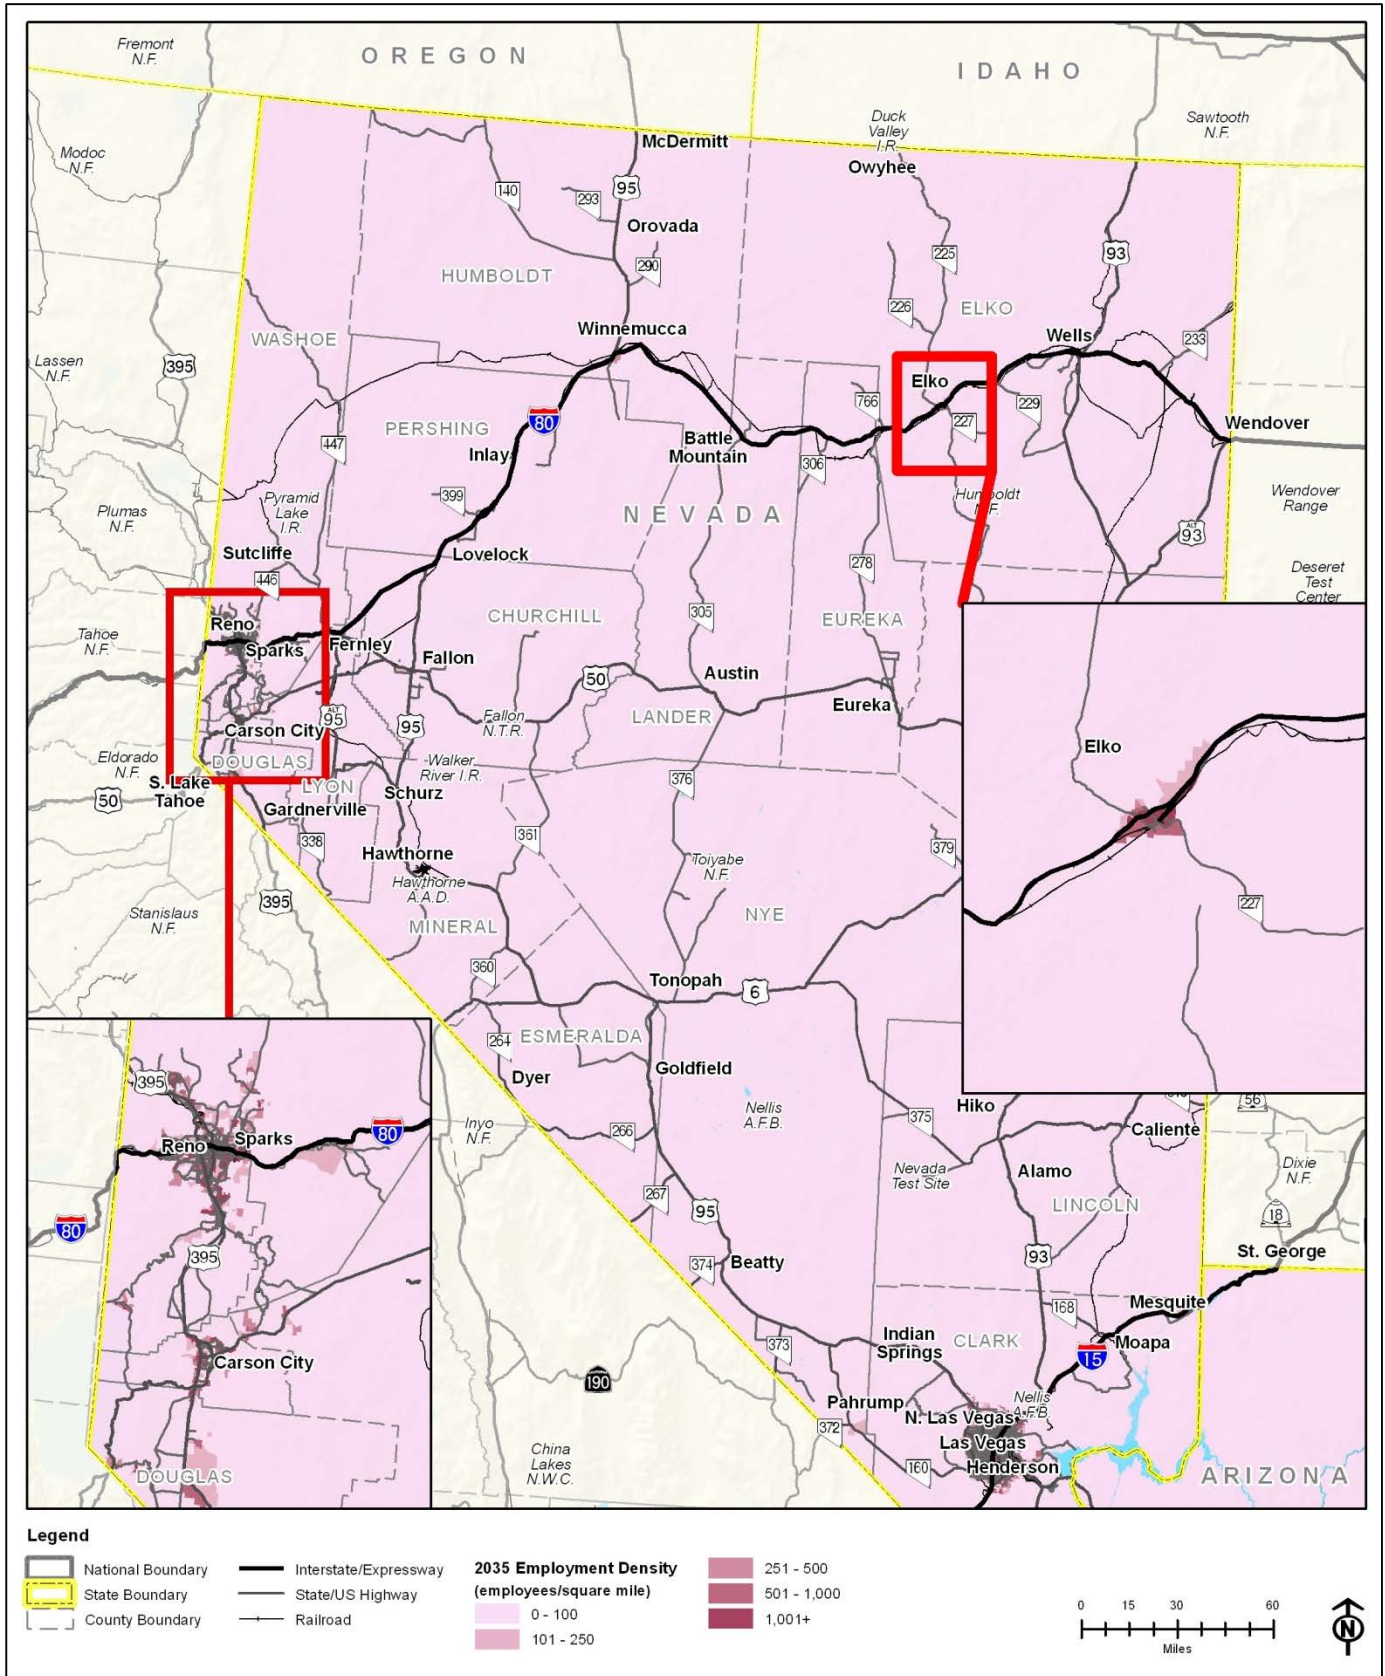 Fremont
N.F.
OREGON
IDAHO
Modoc
N.F.
McDermitt
Duck
Valley
I.R.
Owyhee
Sawtooth
N.F.
140
293
95
Orovada
290
HUMBOLDT
225
93
226
ELKO
WASHOE
Winnemucca
Wells
233
Lassen
N.F.
395
Elko
229
80
766
227
447
PERSHING
Inlay
Battle
Mountain
306
Wendover
399
Pyramid
Lake
I.R.
Humboldt
N.F.
Wendover
Range
Plumas
N.F.
NEVADA
ALT
93
Sutcliffe
Lovelock
278
446
Deseret
Test
Center
CHURCHILL
305
EUREKA
Tahoe
N.F.
Reno
Sparks
Fernley
Fallon
50
Austin
ALT
95
95
Fallon
N.T.R.
LANDER
Eureka
Carson City
Eldorado
N.F.
DOUGLAS
Walker
River I.R.
50
S. Lake
Tahoe
LYON
Schurz
376
Gardnerville
338
361
379
Hawthorne
Hawthorne
A.A.D.
Toiyabe
N.F.
395
Stanislaus
N.F.
MINERAL
NYE
360
Tonopah
6
Elko
227
264
ESMERALDA
Goldfield
Dyer
Nellis
A.F.B.
Inyo
N.F.
266
375
Hiko
56
Caliente
Nevada
Test Site
Alamo
Dixie
N.F.
267
95
LINCOLN
18
93
St. George
374
Beatty
168
Mesquite
373
Indian
Springs
CLARK
Moapa
15
CALIFORNIA
190
Pahrump
Nellis
A.F.B.
372
N. Las Vegas
Las Vegas
China
Lakes
N.W.C.
160
Henderson
ARIZONA
395
Reno
Sparks
80
80
395
Carson City
DOUGLAS
Legend
National Boundary
State Boundary
County Boundary
Interstate/Expressway
State/US Highway
Railroad
2035 Employment Density
(employees/square mile)
0 - 100
101 - 250
251 - 500
501 - 1,000
1,001+
0 15 30 60
Miles
N